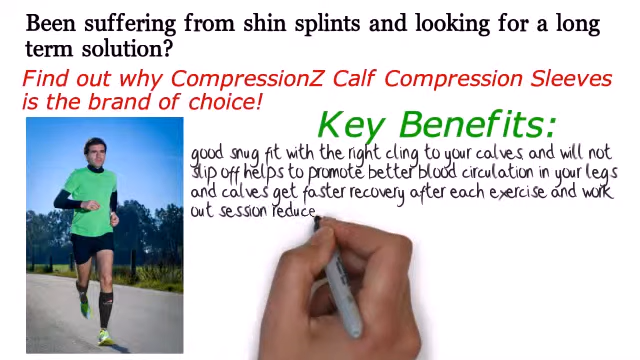 Been suffering from shin splints and looking for a long
term solution?
Find out why CompressionZ Calf Compression Sleeves
is the brand of choice!
Key Benefits:
good snug fit with the right cling to your calves and will not
slip off helps to promote better blood circulation in your legs
and calves get faster recovery after each exercise and work
out session reduce